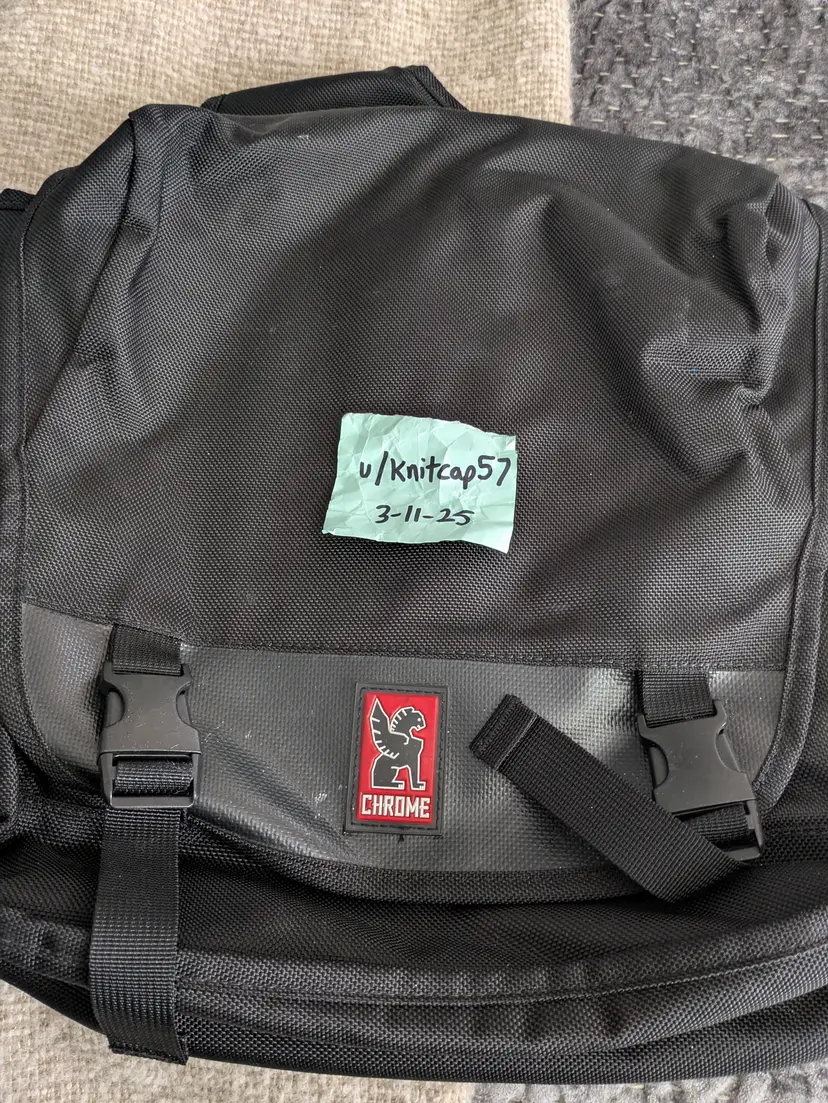 u/Knitcap57
3-11-25
CHROME